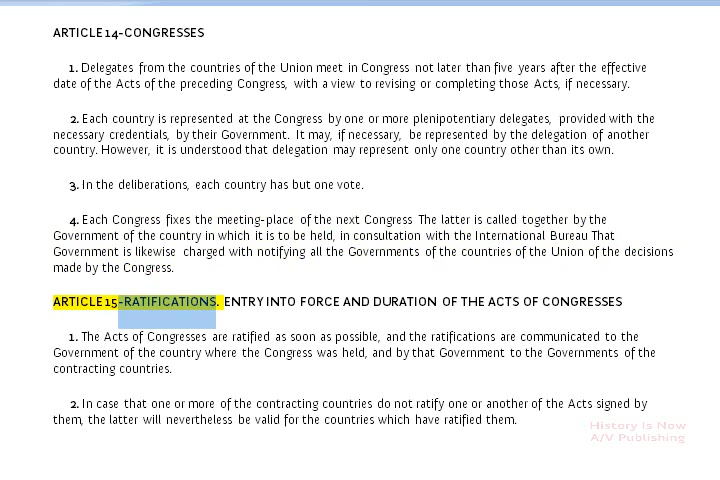 ARTICLE 14-CONGRESSES
1. Delegates from the countries of the Union meet in Congress not later than five years after the effective
date of the Acts of the preceding Congress, with a view to revising or completing those Acts, if necessary.
2. Each country is represented at the Congress by one or more plenipotentiary delegates, provided with the
necessary credentials, by their Government. It may, if necessary, be represented by the delegation of another
country. However, it is understood that delegation may represent only one country other than its own.
3. In the deliberations, each country has but one vote.
4. Each Congress fixes the meeting-place of the next Congress The latter is called together by the
Government of the country in which it is to be held, in consultation with the International Bureau That
Government is likewise charged with notifying all the Governments of the countries of the Union of the decisions
made by the Congress.
ARTICLE 15-RATIFICATIONS. ENTRY INTO FORCE AND DURATION OF THE ACTS OF CONGRESSES
1. The Acts of Congresses are ratified as soon as possible, and the ratifications are communicated to the
Government of the country where the Congress was held, and by that Government to the Governments of the
contracting countries.
2. In case that one or more of the contracting countries do not ratify one or another of the Acts signed by
them, the latter will nevertheless be valid for the countries which have ratified them.
History Is Now
A/V Publishing